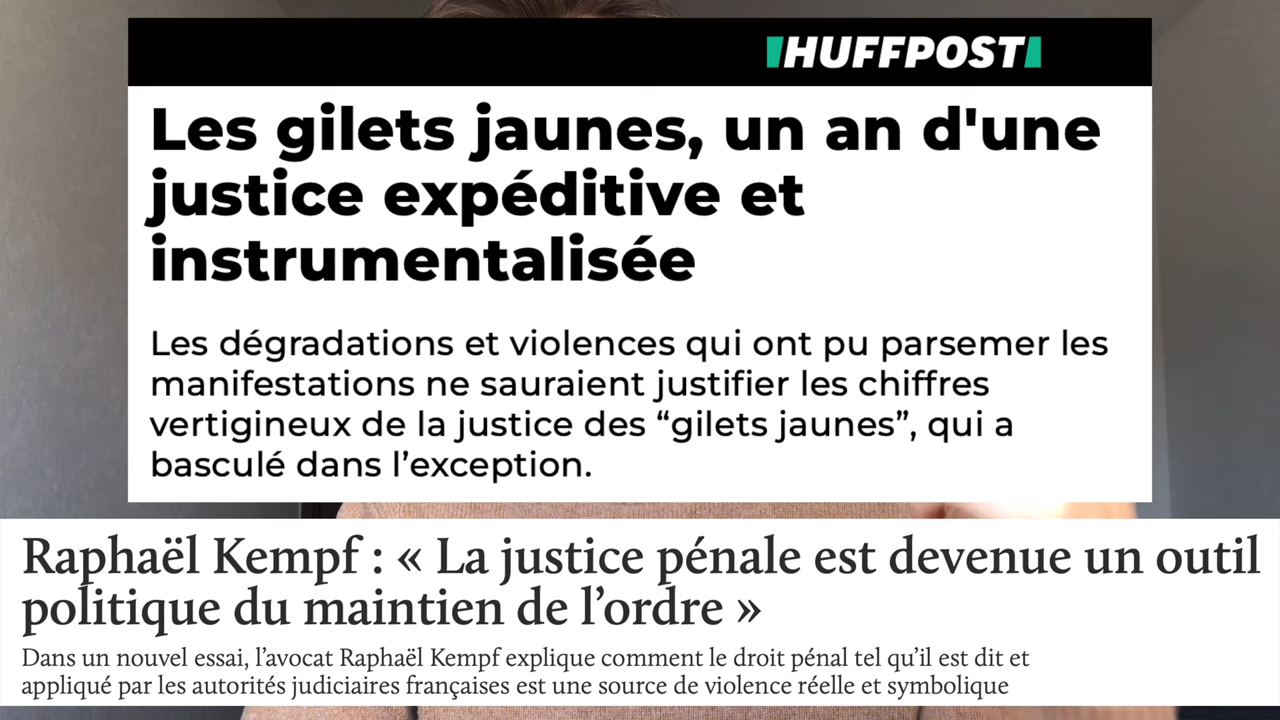 HUFFPOST
Les gilets jaunes, un an d'une
justice expéditive et
instrumentalisée
Les dégradations et violences qui ont pu parsemer les
manifestations ne sauraient justifier les chiffres
vertigineux de la justice des “gilets jaunes”, qui a
basculé dans l’exception.
Raphaël Kempf : « La justice pénale est devenue un outil
politique du maintien de l’ordre »
Dans un nouvel essai, l’avocat Raphaël Kempf explique comment le droit pénal tel qu’il est dit et
appliqué par les autorités judiciaires françaises est une source de violence réelle et symbolique